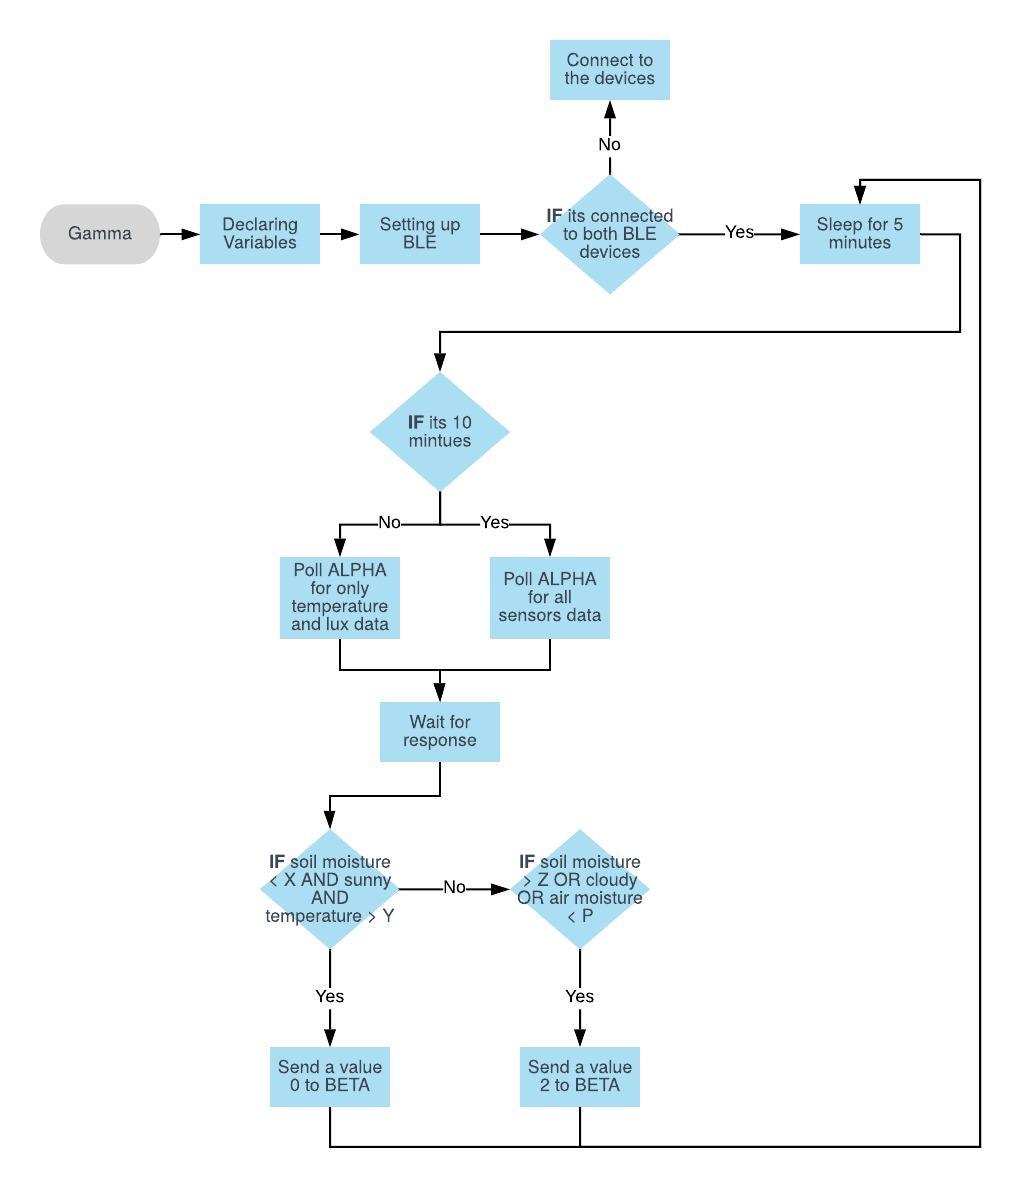 Connect to
the devices
No
Gamma
Declaring
Variables
Setting up
BLE
IF its connected
to both BLE
devices
Yes
Sleep for 5
minutes
IF its 10
mintues
No
Yes
Poll ALPHA
for only
temperature
and lux data
Poll ALPHA
for all
sensors data
Wait for
response
IF soil moisture
< X AND sunny
AND
temperature > Y
No
IF soil moisture
> Z OR cloudy
OR air moisture
< P
Yes
Yes
Send a value
0 to BETA
Send a value
2 to BETA